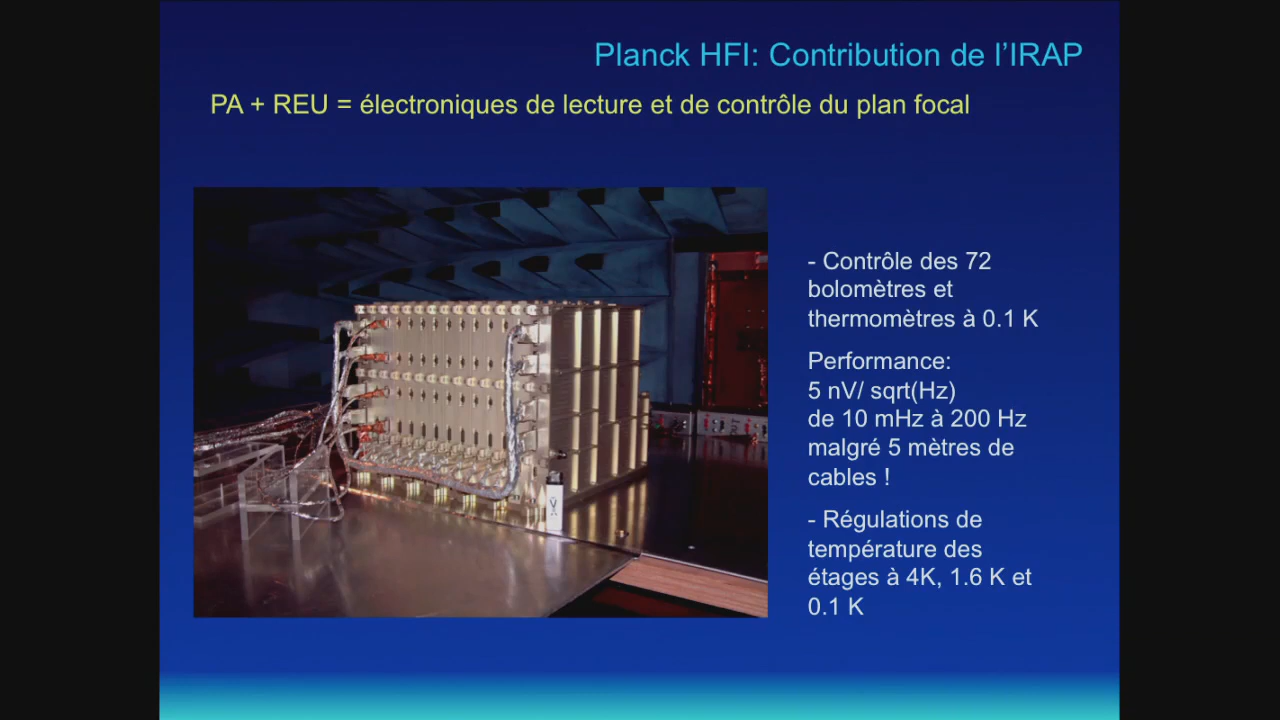 Planck HFI: Contribution de l’IRAP
PA + REU = électroniques de lecture et de contrôle du plan focal
- Contrôle des 72
bolomètres et
thermomètres à 0.1 K
Performance:
5 nV/ sqrt(Hz)
de 10 mHz à 200 Hz
malgré 5 mètres de
cables !
- Régulations de
température des
étages à 4K, 1.6 K et
0.1 K